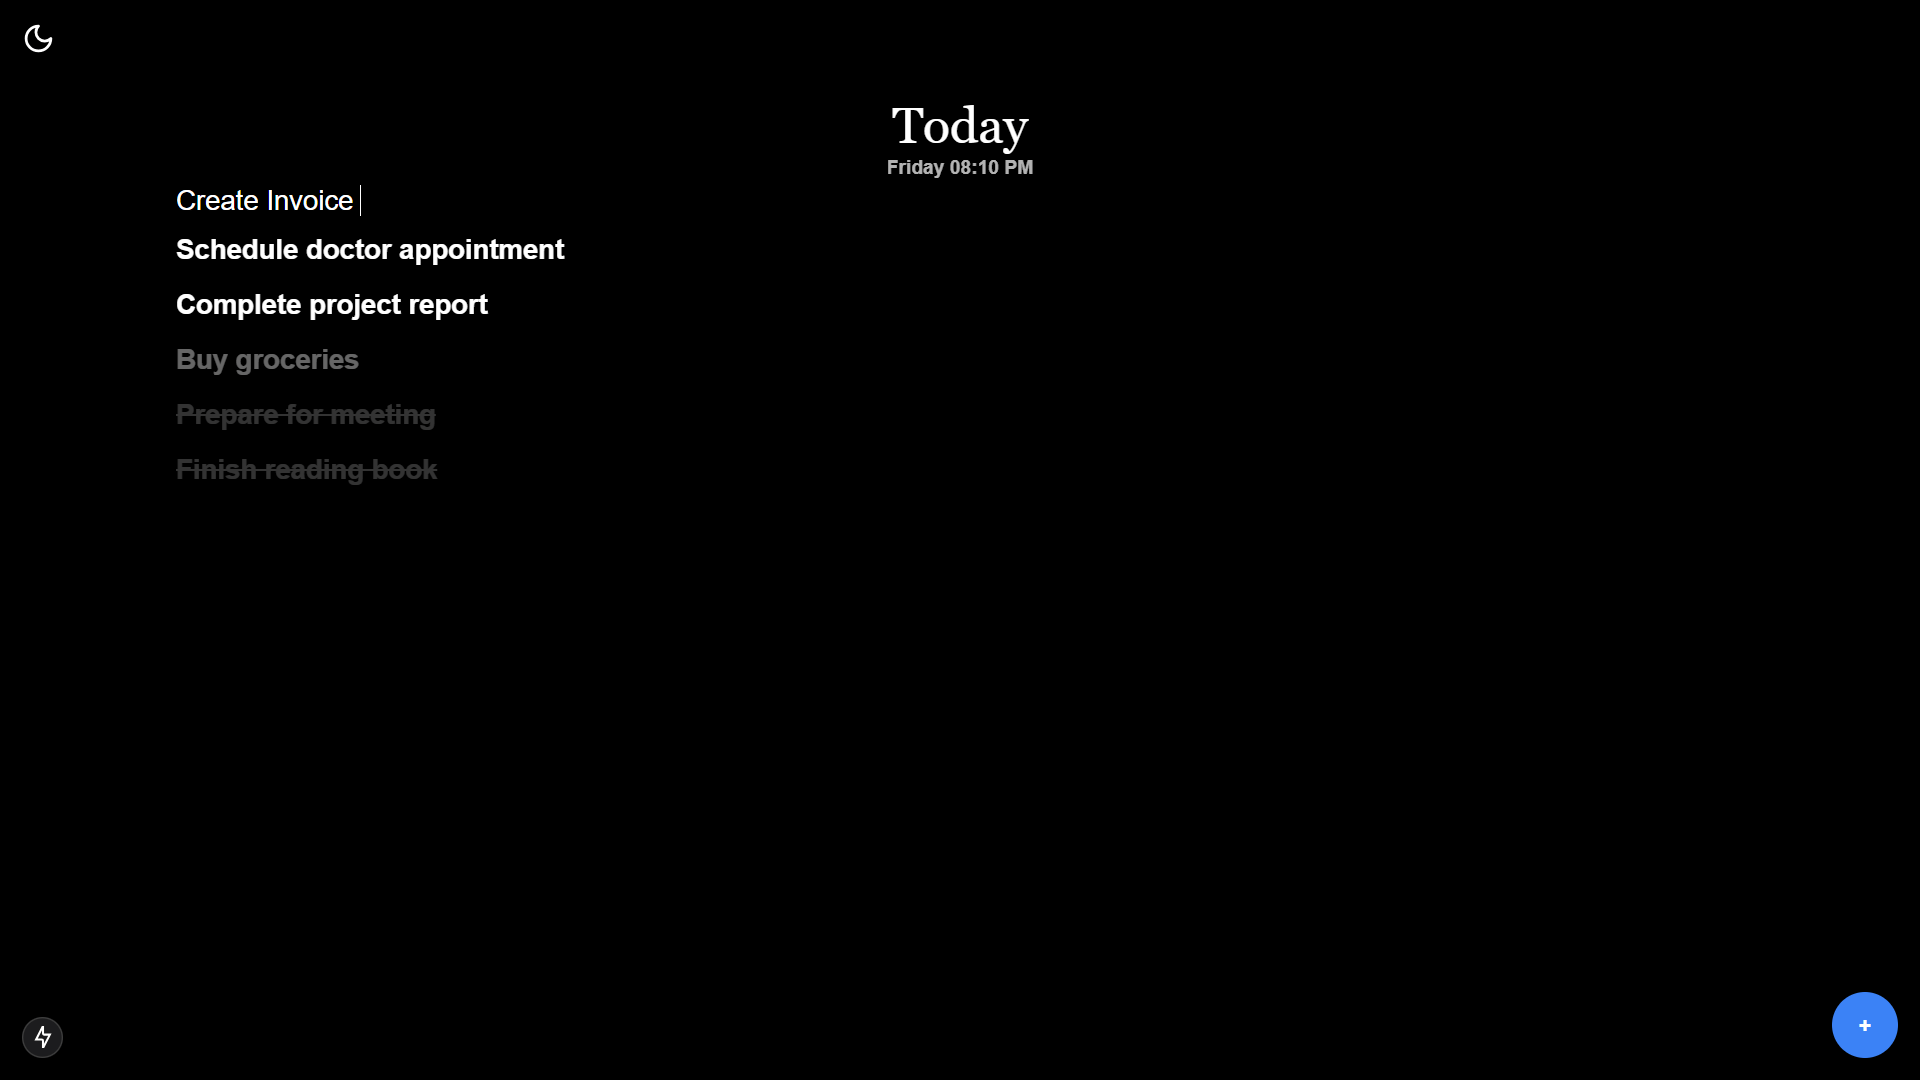 Today
Friday 08:10 PM
Create Invoice
Schedule doctor appointment
Complete project report
Buy groceries
Prepare for meeting
Finish reading book
+